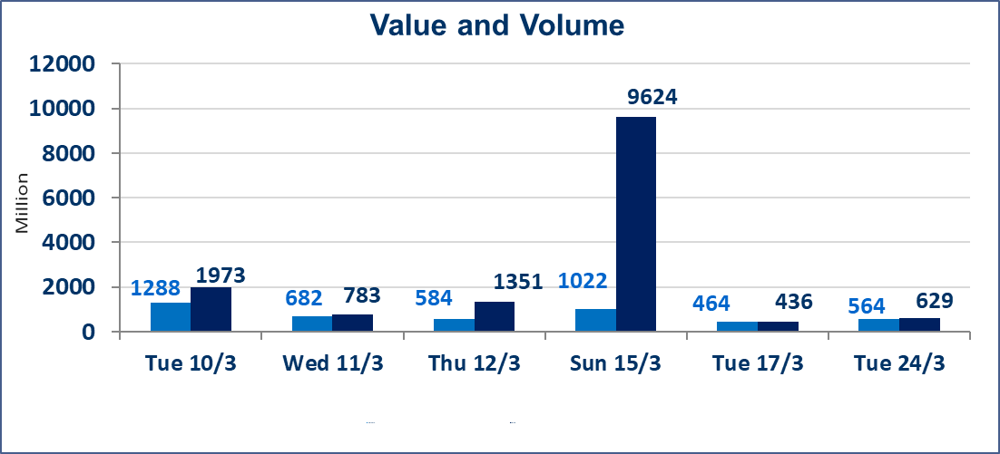 Value and Volume
12000
10000
8000
6000
4000
2000
0
Million
1288
1973
682
783
584
1351
1022
9624
464
436
564
629
Tue 10/3
Wed 11/3
Thu 12/3
Sun 15/3
Tue 17/3
Tue 24/3